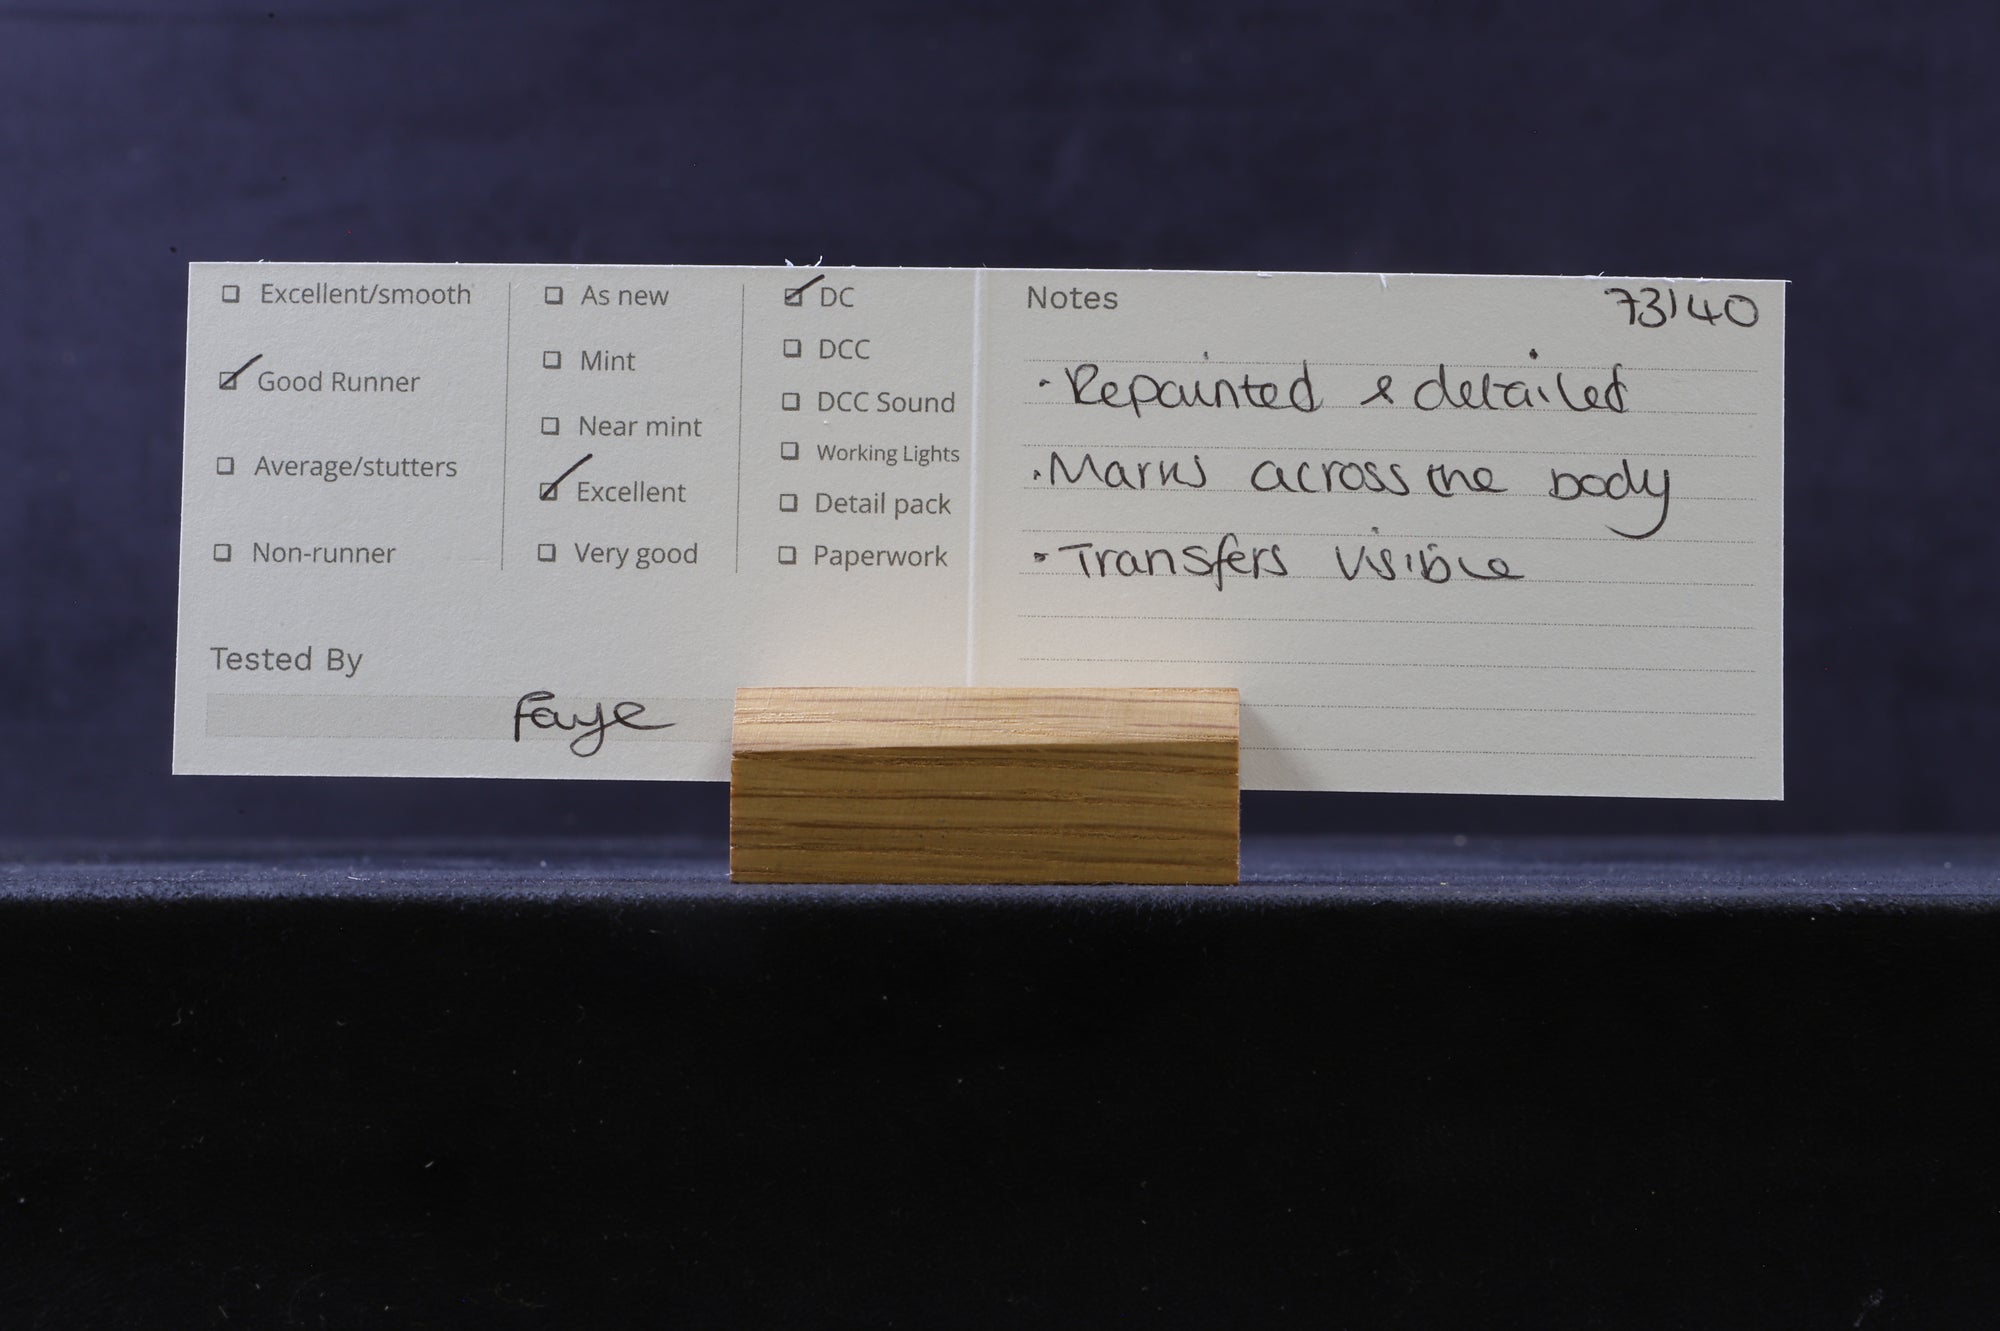 ☐ Excellent/smooth
☑ Good Runner
☐ Average/stutters
☐ Non-runner
☐ As new
☐ Mint
☐ Near mint
☑ Excellent
☐ Very good
☑ DC
☐ DCC
☐ DCC Sound
☐ Working Lights
☐ Detail pack
☐ Paperwork
Tested By
Faye
Notes
73140
· Repainted & detailed
· Marks across the body
· Transfers visible